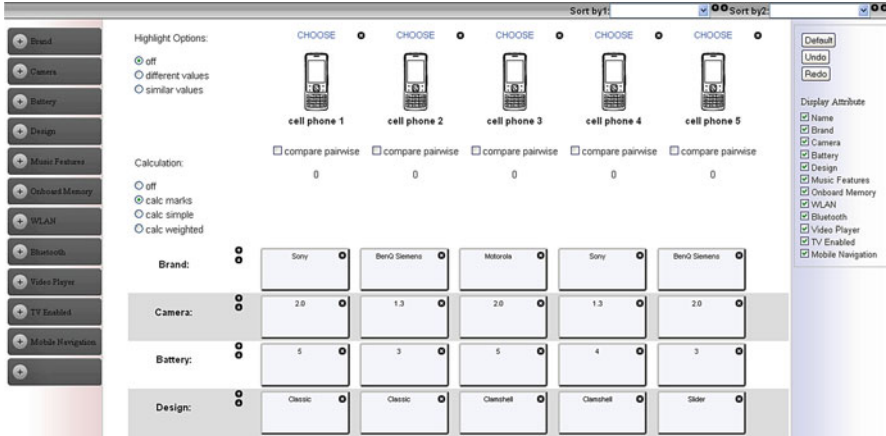 Sort by1: Sort by2:
Brand
Camera
Battery
Design
Music Features
Onboard Memory
WLAN
Bluetooth
Video Player
TV Enabled
Mobile Navigation
Highlight Options:
off
different values
similar values
CHOOSE CHOOSE CHOOSE CHOOSE CHOOSE
cell phone 1 cell phone 2 cell phone 3 cell phone 4 cell phone 5
compare pairwise compare pairwise compare pairwise compare pairwise compare pairwise
0 0 0 0 0
Calculation:
off
calc marks
calc simple
calc weighted
Brand: Sony BenQ Siemens Motorola Sony BenQ Siemens
Camera: 2.0 1.3 2.0 1.3 2.0
Battery: 5 3 5 4 3
Design: Classic Classic Clamshell Clamshell Slider
Default
Undo
Redo
Display Attribute
Name
Brand
Camera
Battery
Design
Music Features
Onboard Memory
WLAN
Bluetooth
Video Player
TV Enabled
Mobile Navigation